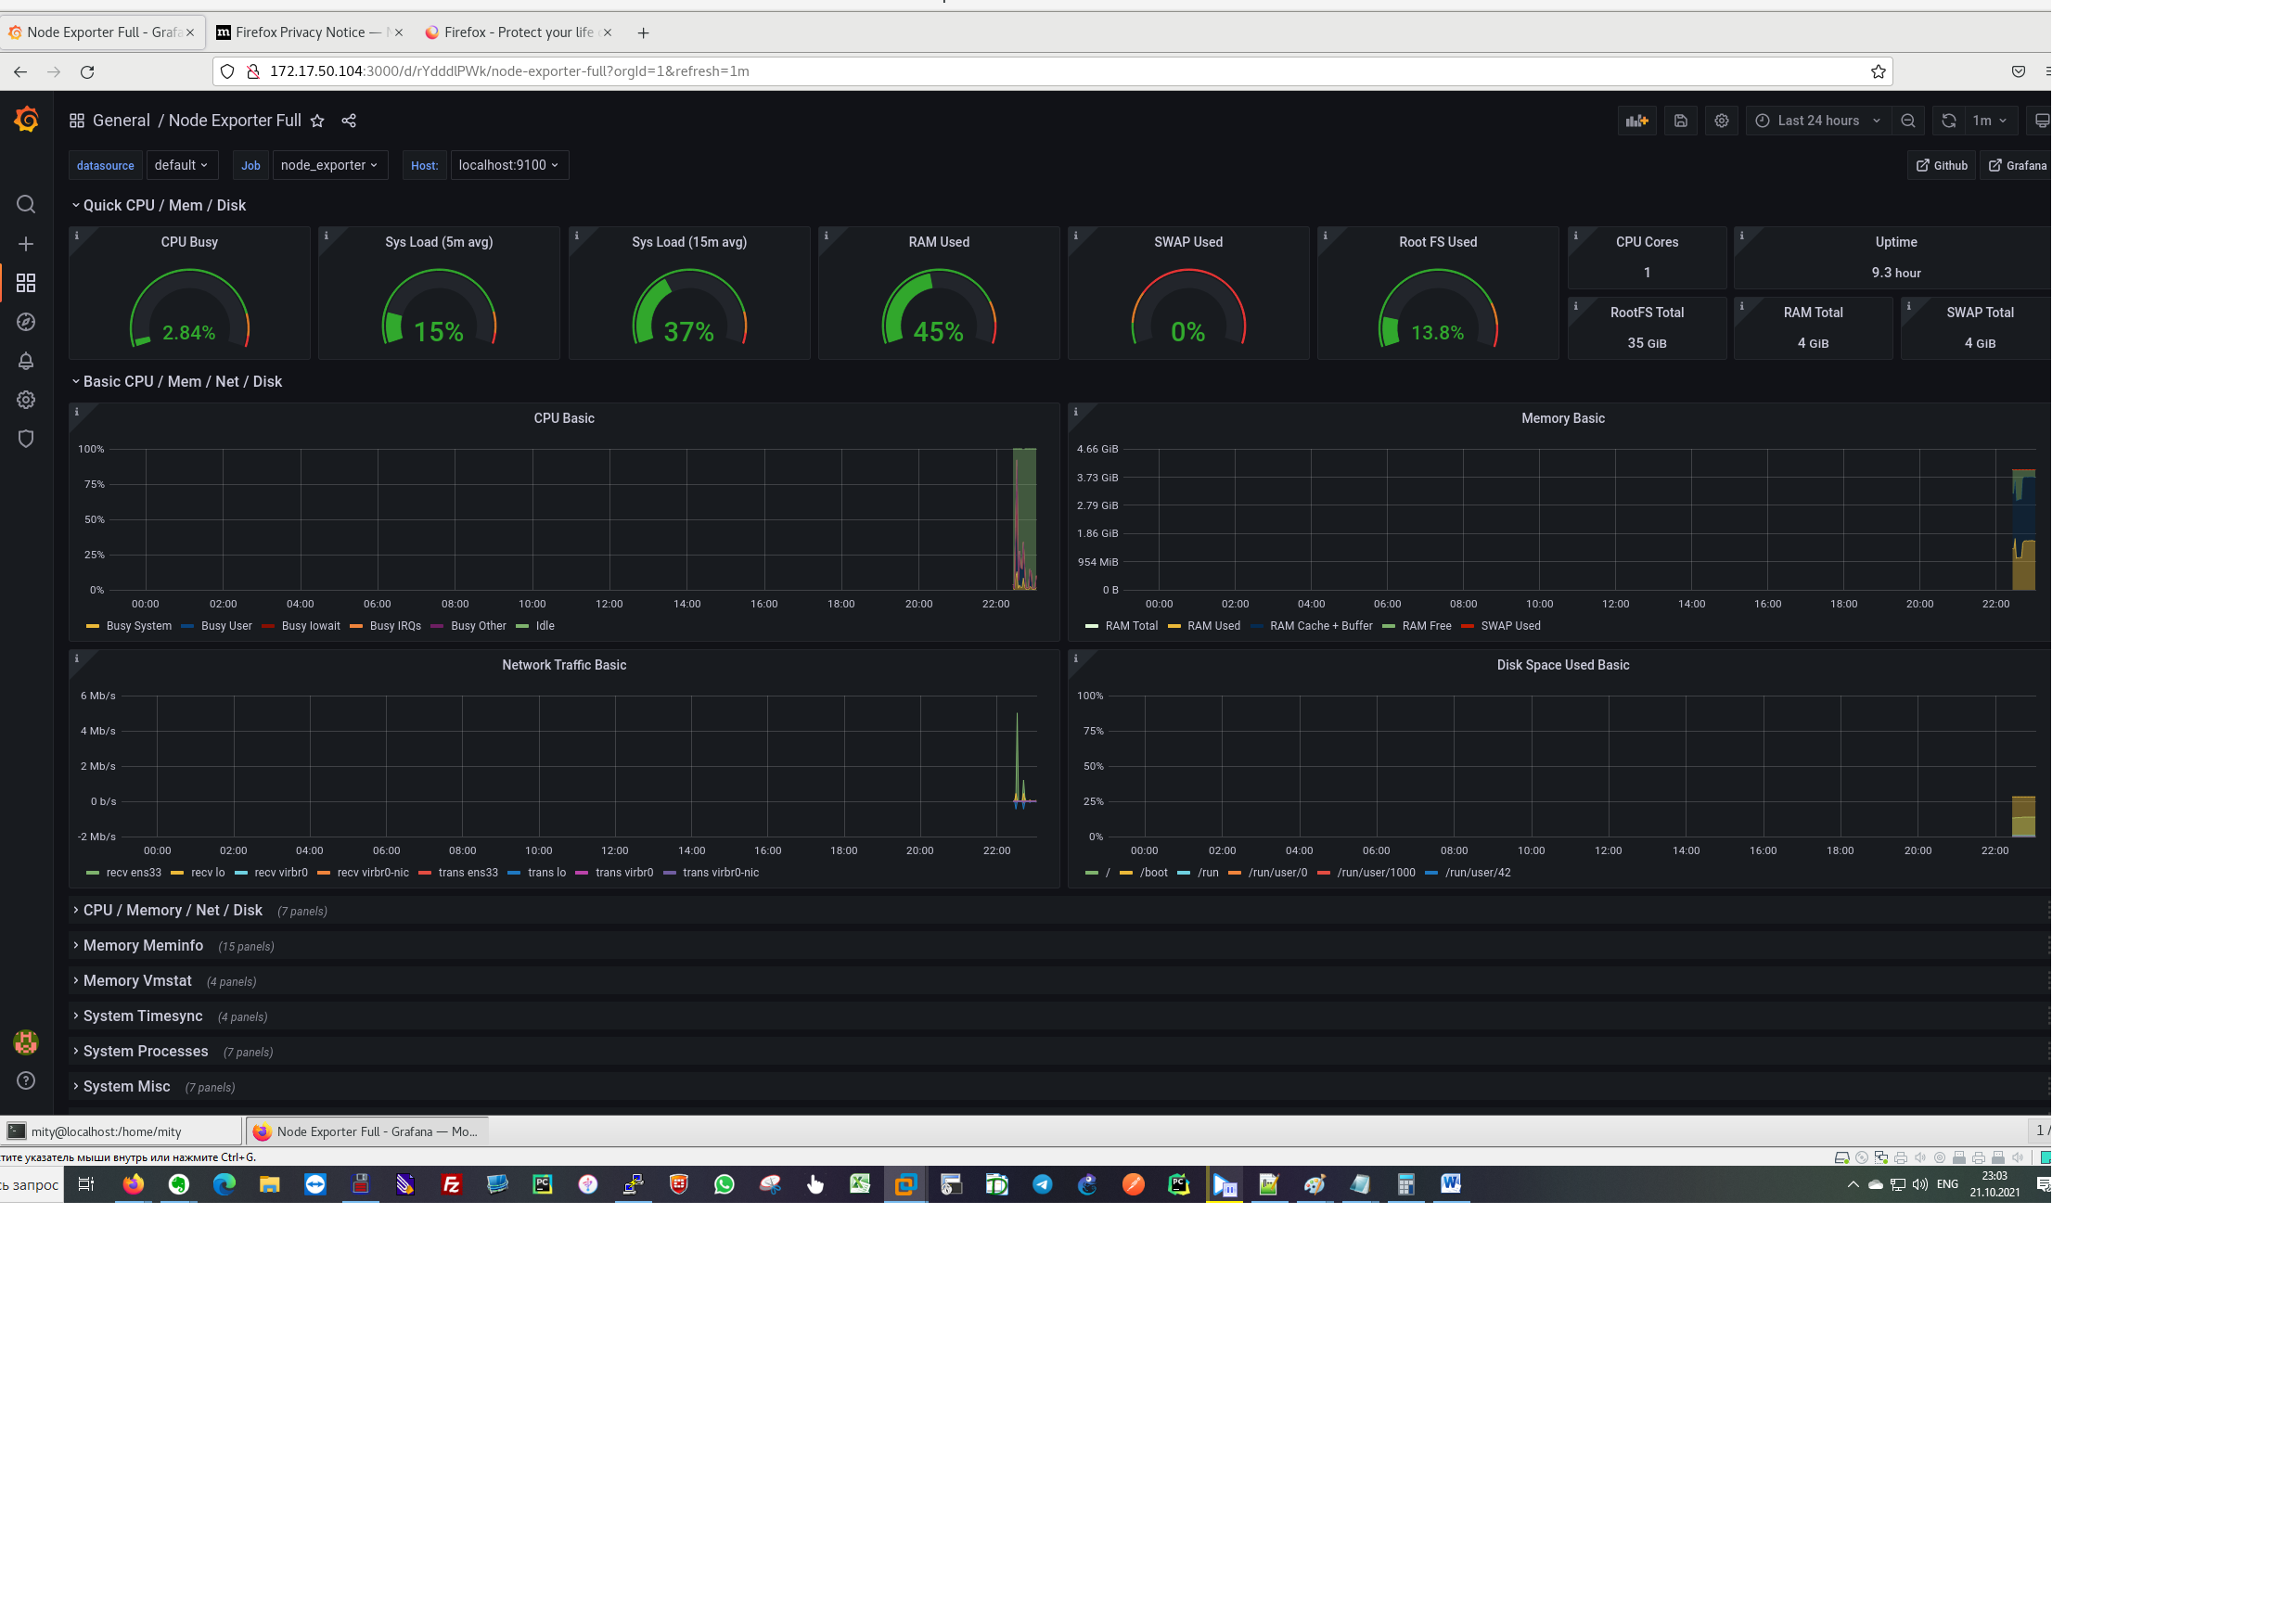 Node Exporter Full - Grafa
Firefox Privacy Notice —
Firefox - Protect your life
172.17.50.104:3000/d/rYdddlPWk/node-exporter-full?orgId=1&refresh=1m
General / Node Exporter Full
Last 24 hours
1m
datasource default Job node_exporter Host: localhost:9100
Github
Grafana
Quick CPU / Mem / Disk
CPU Busy
2.84%
Sys Load (5m avg)
15%
Sys Load (15m avg)
37%
RAM Used
45%
SWAP Used
0%
Root FS Used
13.8%
CPU Cores
1
Uptime
9.3 hour
RootFS Total
35 GiB
RAM Total
4 GiB
SWAP Total
4 GiB
Basic CPU / Mem / Net / Disk
CPU Basic
100%
75%
50%
25%
0%
00:00 02:00 04:00 06:00 08:00 10:00 12:00 14:00 16:00 18:00 20:00 22:00
Busy System Busy User Busy Iowait Busy IRQs Busy Other Idle
Memory Basic
4.66 GiB
3.73 GiB
2.79 GiB
1.86 GiB
954 MiB
0 B
00:00 02:00 04:00 06:00 08:00 10:00 12:00 14:00 16:00 18:00 20:00 22:00
RAM Total RAM Used RAM Cache + Buffer RAM Free SWAP Used
Network Traffic Basic
6 Mb/s
4 Mb/s
2 Mb/s
0 b/s
-2 Mb/s
00:00 02:00 04:00 06:00 08:00 10:00 12:00 14:00 16:00 18:00 20:00 22:00
recv ens33 recv lo recv virbr0 recv virbr0-nic trans ens33 trans lo trans virbr0 trans virbr0-nic
Disk Space Used Basic
100%
75%
50%
25%
0%
00:00 02:00 04:00 06:00 08:00 10:00 12:00 14:00 16:00 18:00 20:00 22:00
/ /boot /run /run/user/0 /run/user/1000 /run/user/42
CPU / Memory / Net / Disk (7 panels)
Memory Meminfo (15 panels)
Memory Vmstat (4 panels)
System Timesync (4 panels)
System Processes (7 panels)
System Misc (7 panels)
mity@localhost:/home/mity
Node Exporter Full - Grafana — Mo...
1 /
тите указатель мыши внутрь или нажмите Ctrl+G.
ь запрос
ENG
23:03
21.10.2021